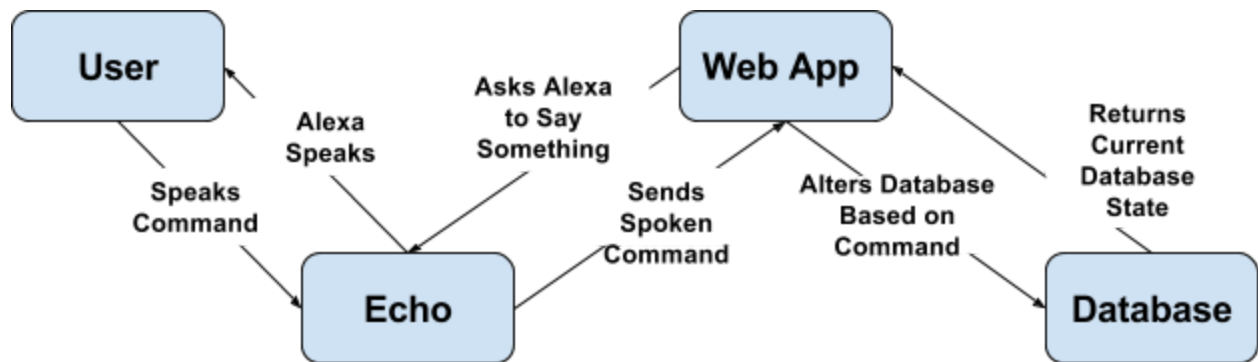 User
Web App
Asks Alexa
to Say
Something
Alexa
Speaks
Speaks
Command
Sends
Spoken
Command
Alters Database
Based on
Command
Returns
Current
Database
State
Echo
Database